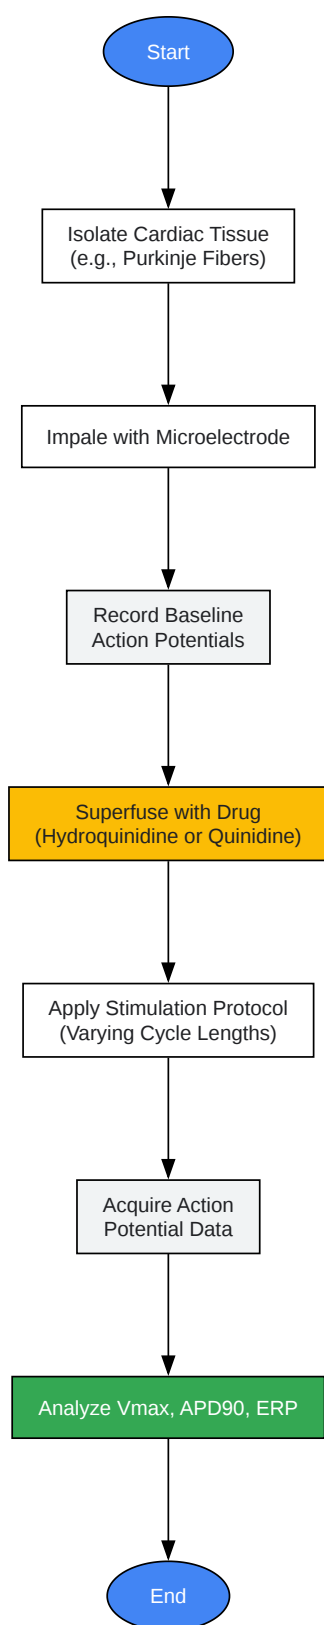 Start
Isolate Cardiac Tissue
(e.g., Purkinje Fibers)
Impale with Microelectrode
Record Baseline
Action Potentials
Superfuse with Drug
(Hydroquinidine or Quinidine)
Apply Stimulation Protocol
(Varying Cycle Lengths)
Acquire Action
Potential Data
Analyze Vmax, APD90, ERP
End